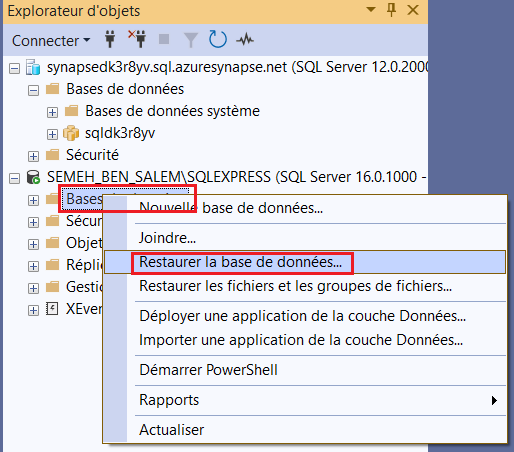 Explorateur d'objets
Connecter
synapsedk3r8yv.sql.azuresynapse.net (SQL Server 12.0.2000
Bases de données
Bases de données système
sqldk3r8yv
Sécurité
SEMEH_BEN_SALEM\SQLEXPRESS (SQL Server 16.0.1000 -
Bases
Nouvelle base de données...
Sécur
Joindre...
Objet
Restaurer la base de données...
Réplic
Restaurer les fichiers et les groupes de fichiers...
Gestic
XEver
Déployer une application de la couche Données...
Importer une application de la couche Données...
Démarrer PowerShell
Rapports
Actualiser